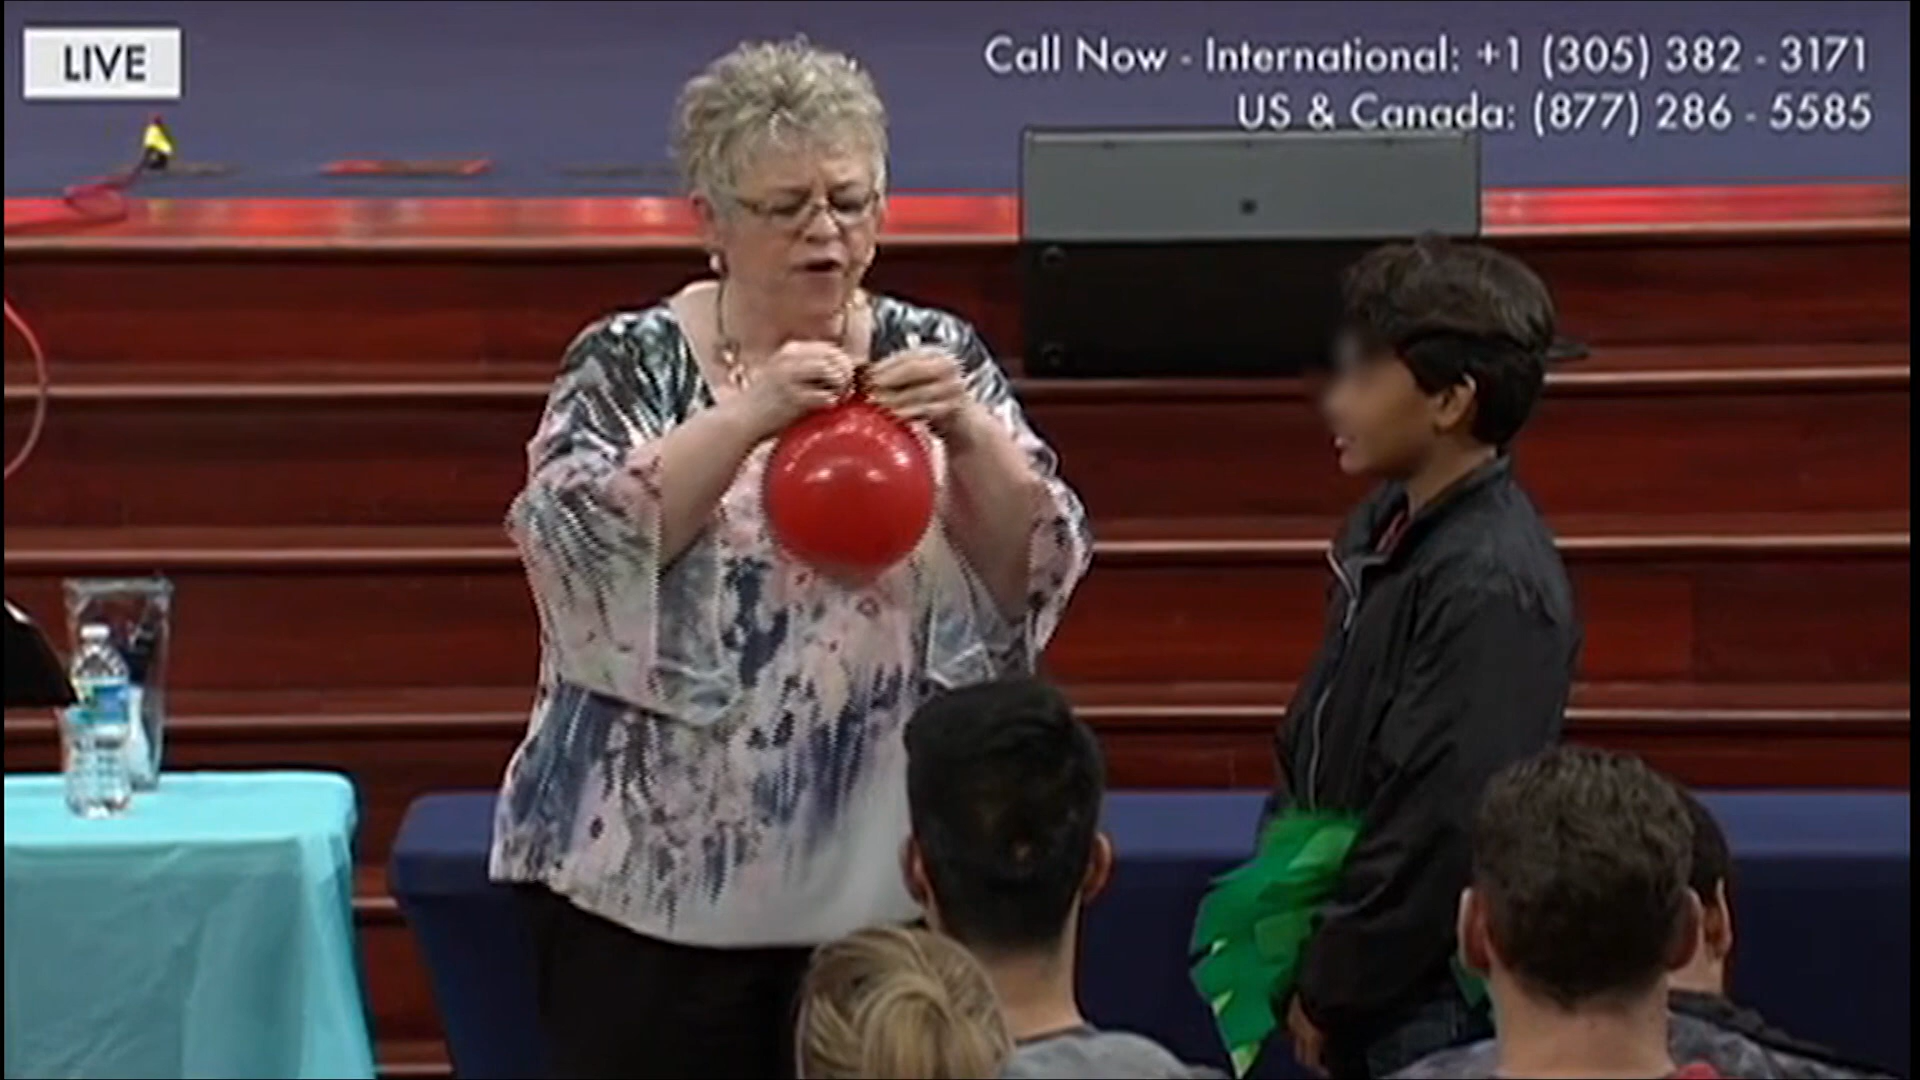 LIVE
Call Now - International: +1 (305) 382 - 3171
US & Canada: (877) 286 - 5585